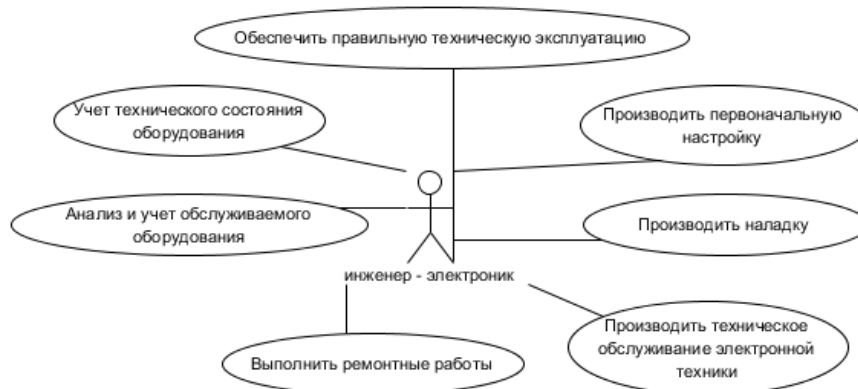 Обеспечить правильную техническую эксплуатацию
Учет технического состояния
оборудования
Производить первоначальную
настройку
Анализ и учет обслуживаемого
оборудования
Производить наладку
инженер - электроник
Выполнить ремонтные работы
Производить техническое
обслуживание электронной
техники